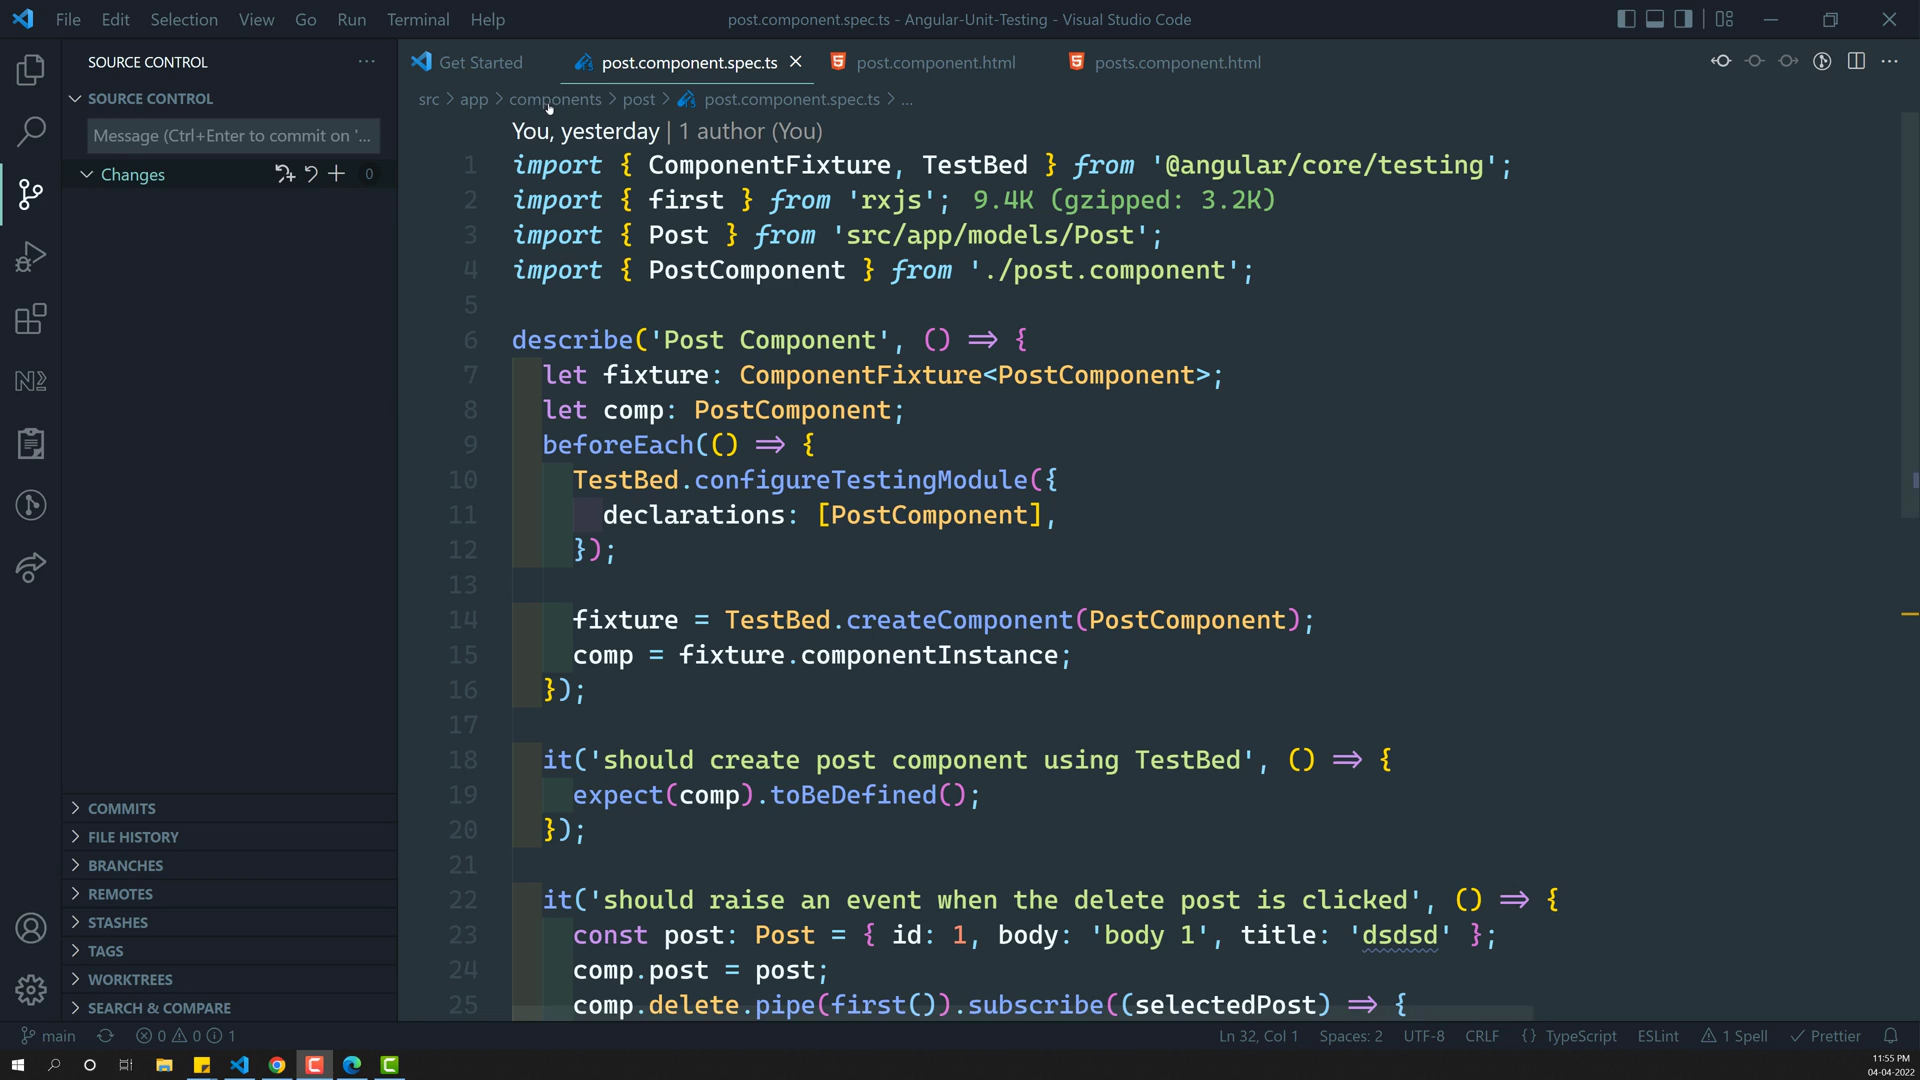 File Edit Selection View Go Run Terminal Help
post.component.spec.ts - Angular-Unit-Testing - Visual Studio Code
SOURCE CONTROL
Get Started
post.component.spec.ts
post.component.html
posts.component.html
SOURCE CONTROL
src > app > components > post > post.component.spec.ts > ...
Message (Ctrl+Enter to commit on '...
Changes 0
You, yesterday | 1 author (You)
1 import { ComponentFixture, TestBed } from '@angular/core/testing';
2 import { first } from 'rxjs'; 9.4K (gzipped: 3.2K)
3 import { Post } from 'src/app/models/Post';
4 import { PostComponent } from './post.component';
5
6 describe('Post Component', () => {
7 let fixture: ComponentFixture<PostComponent>;
8 let comp: PostComponent;
9 beforeEach(() => {
10 TestBed.configureTestingModule({
11 declarations: [PostComponent],
12 });
13
14 fixture = TestBed.createComponent(PostComponent);
15 comp = fixture.componentInstance;
16 });
17
18 it('should create post component using TestBed', () => {
19 expect(comp).toBeDefined();
20 });
21
22 it('should raise an event when the delete post is clicked', () => {
23 const post: Post = { id: 1, body: 'body 1', title: 'dsdsd' };
24 comp.post = post;
25 comp.delete.pipe(first()).subscribe((selectedPost) => {
COMMITS
FILE HISTORY
BRANCHES
REMOTES
STASHES
TAGS
WORKTREES
SEARCH & COMPARE
main 0 0 1
Ln 32, Col 1 Spaces: 2 UTF-8 CRLF {} TypeScript ESLint 1 Spell Prettier
11:55 PM
04-04-2022